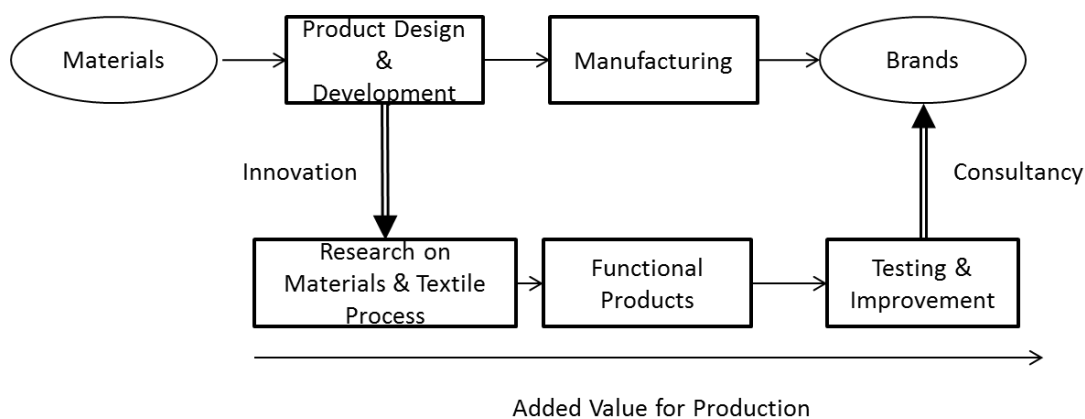 Materials
Product Design
&
Development
Manufacturing
Brands
Innovation
Consultancy
Research on
Materials & Textile
Process
Functional
Products
Testing &
Improvement
Added Value for Production